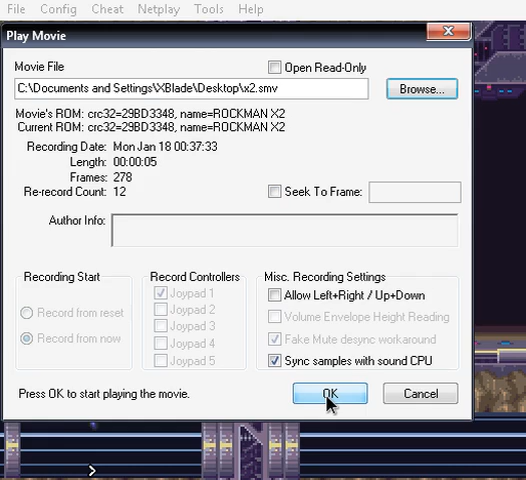 File Config Cheat Netplay Tools Help
Play Movie
Movie File
Open Read-Only
C:\Documents and Settings\XBlade\Desktop\x2.smv
Browse...
Movie's ROM: crc32=29BD3348, name=ROCKMAN X2
Current ROM: crc32=29BD3348, name=ROCKMAN X2
Recording Date: Mon Jan 18 00:37:33
Length: 00:00:05
Frames: 278
Re-record Count: 12
Seek To Frame:
Author Info:
Recording Start
Record from reset
Record from now
Record Controllers
Joypad 1
Joypad 2
Joypad 3
Joypad 4
Joypad 5
Misc. Recording Settings
Allow Left+Right / Up+Down
Volume Envelope Height Reading
Fake Mute desync workaround
Sync samples with sound CPU
Press OK to start playing the movie.
OK
Cancel